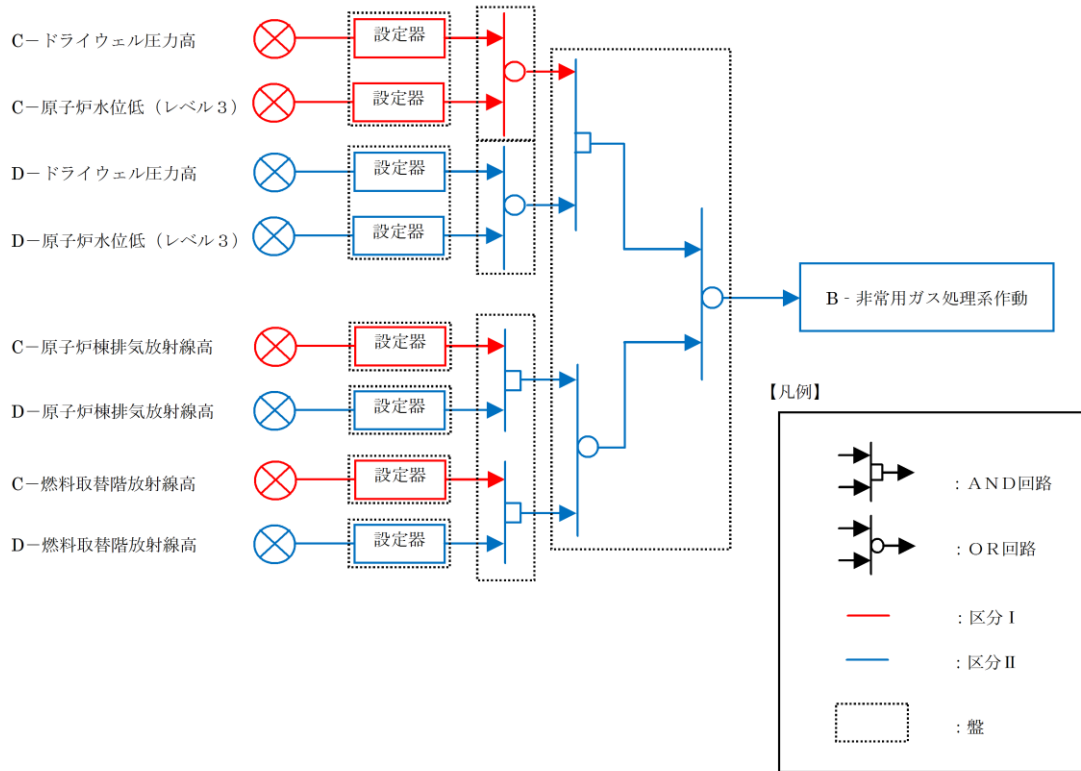 C－ドライウェル圧力高
設定器
C－原子炉水位低（レベル３）
設定器
D－ドライウェル圧力高
設定器
D－原子炉水位低（レベル３）
設定器
B - 非常用ガス処理系作動
C－原子炉棟排気放射線高
設定器
D－原子炉棟排気放射線高
設定器
C－燃料取替階放射線高
設定器
D－燃料取替階放射線高
設定器
【凡例】
：ＡＮＤ回路
：ＯＲ回路
：区分Ⅰ
：区分Ⅱ
：盤